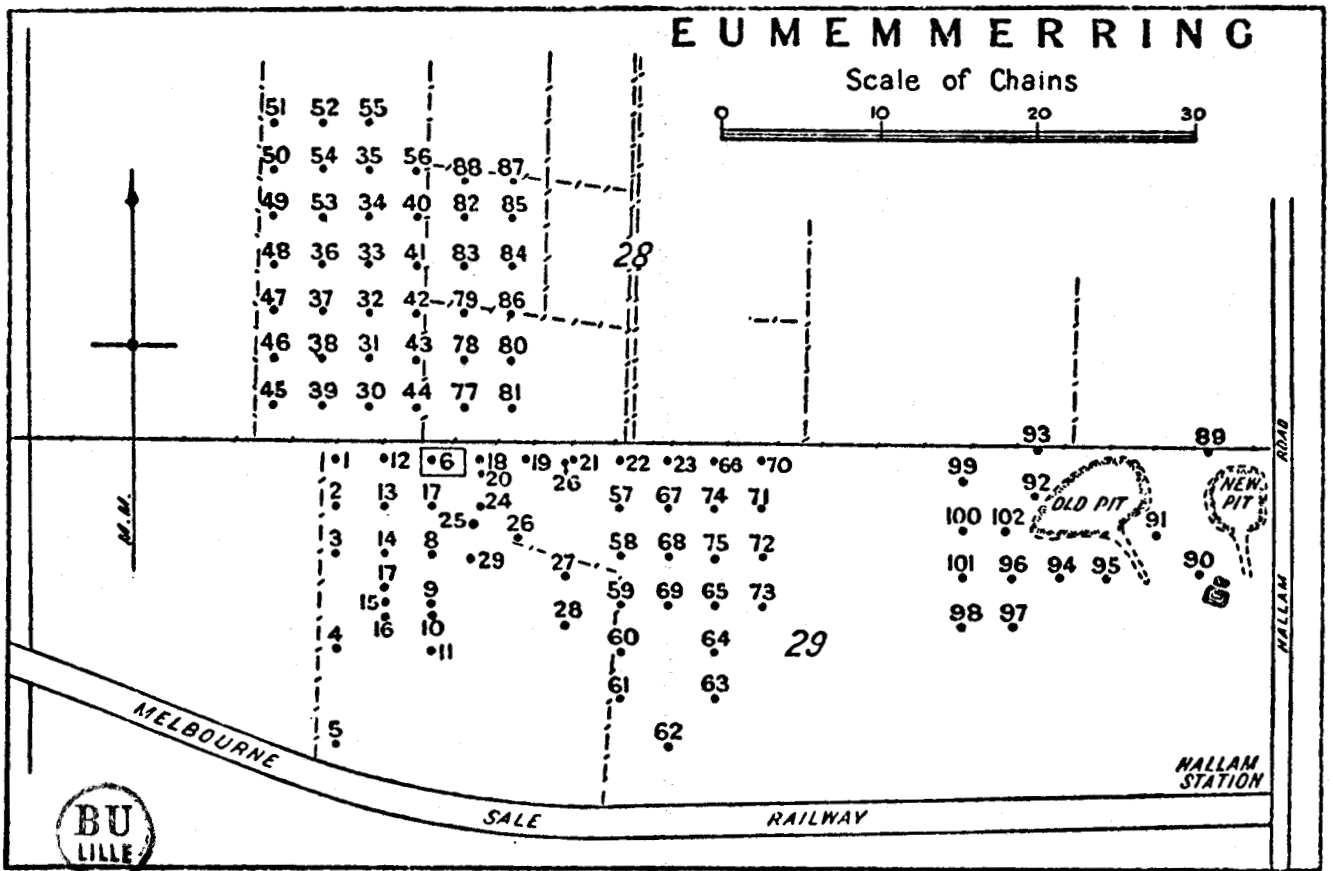 EUMEMMERRING
Scale of Chains
0 10 20 30
51 52 55
50 54 35 56 88 87
49 53 34 40 82 85
48 36 33 41 83 84
28
47 37 32 42 79 86
46 38 31 43 78 80
45 39 30 44 77 81
M.M.
93 89
HALLAM ROAD
1 12 6 18 19 21 22 23 66 70
20 26
99
2 13 17 24 57 67 74 71
92
OLD PIT
NEW
PIT
25 26
100 102 91
3 14 8 29 27 58 68 75 72
101 96 94 95 90
17
15 9 59 69 65 73
16 10 28
98 97
4 11 60 64
29
61 63
5 62
MELBOURNE
SALE RAILWAY
HALLAM
STATION
BU
LILLE